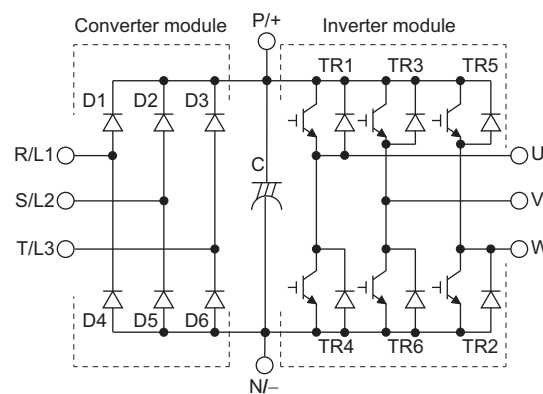 Converter module
P/+
Inverter module
TR1
TR3
TR5
D1
D2
D3
R/L1
U
C
S/L2
V
T/L3
W
D4
D5
D6
TR4
TR6
TR2
N/−